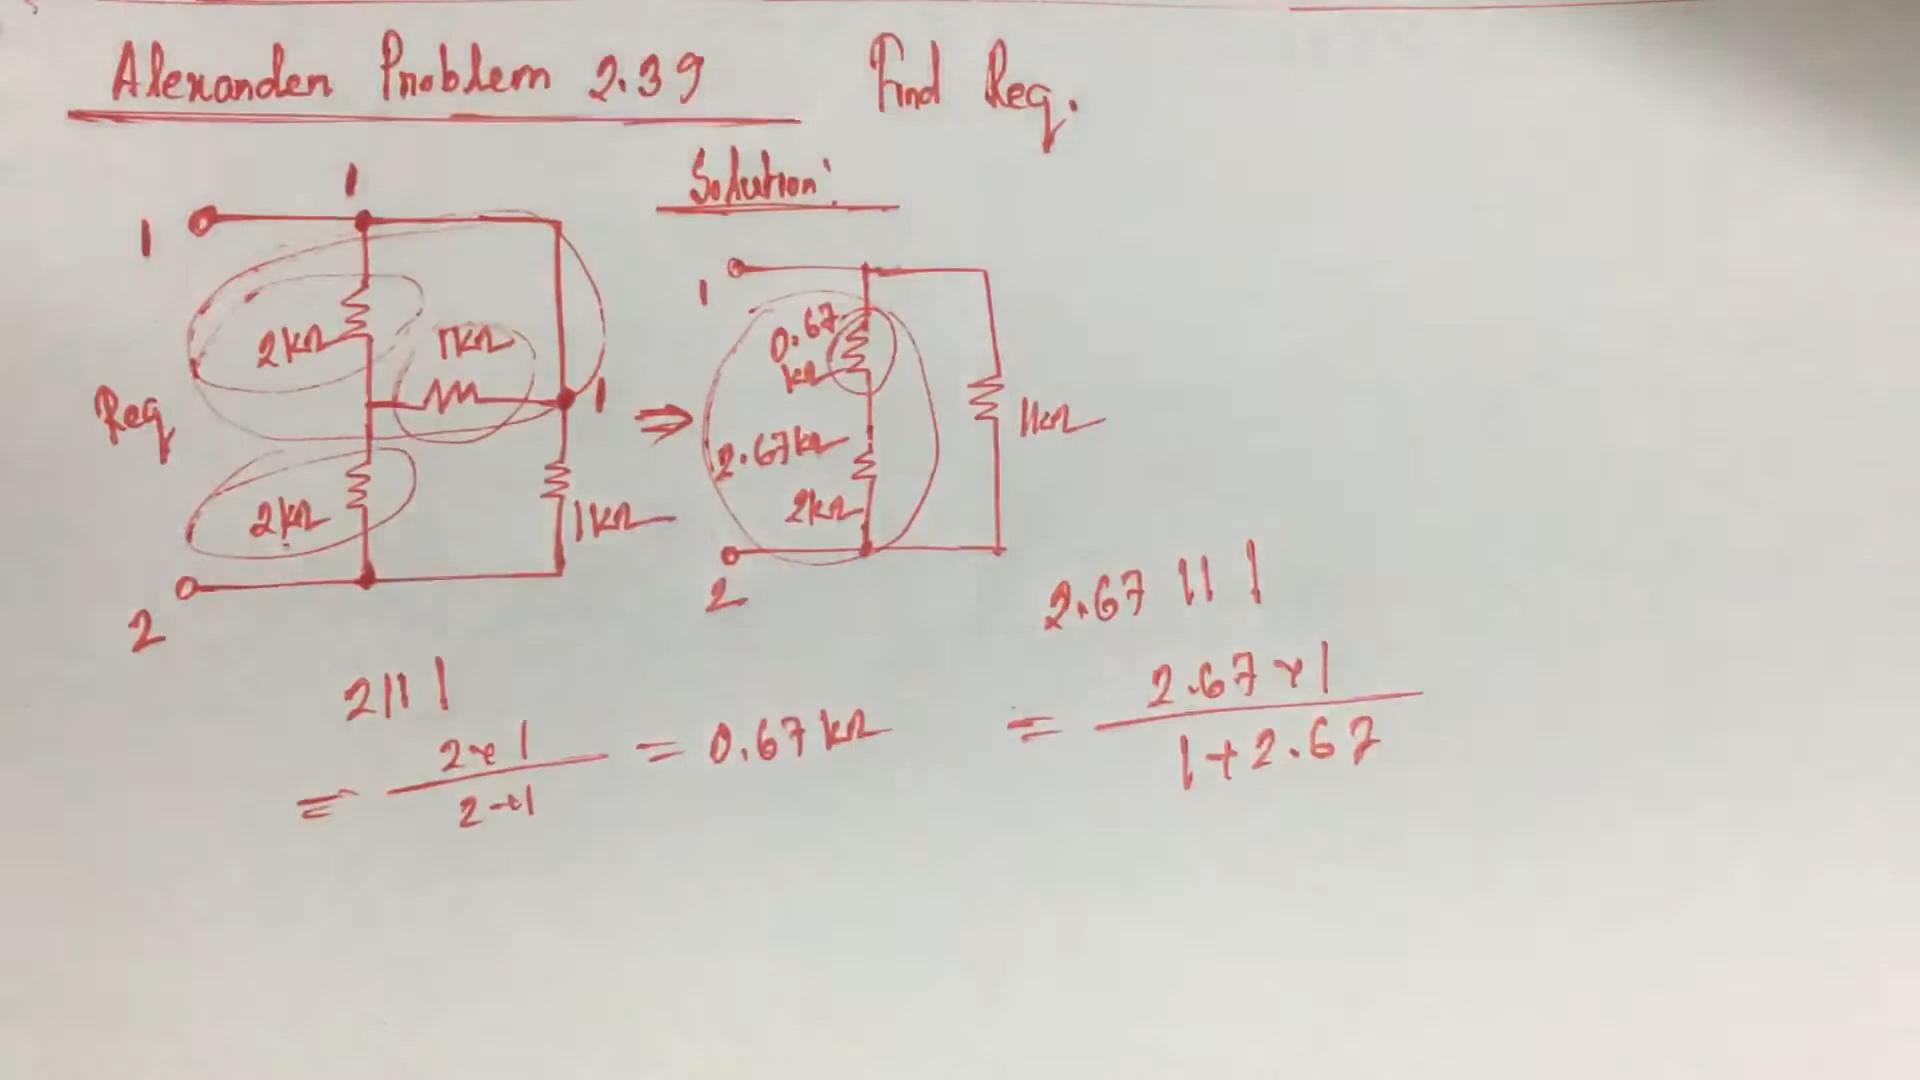 Alexander Problem 2.39 Find Req.
Solution:
1
1
2kΩ
1kΩ
1
Req
2kΩ
1kΩ
2
⇒
1
0.67
kΩ
2.67kΩ
2kΩ
1kΩ
2
2||1
= 2×1 / 2+1 = 0.67 kΩ
2.67 || 1
= 2.67×1 / 1+2.67